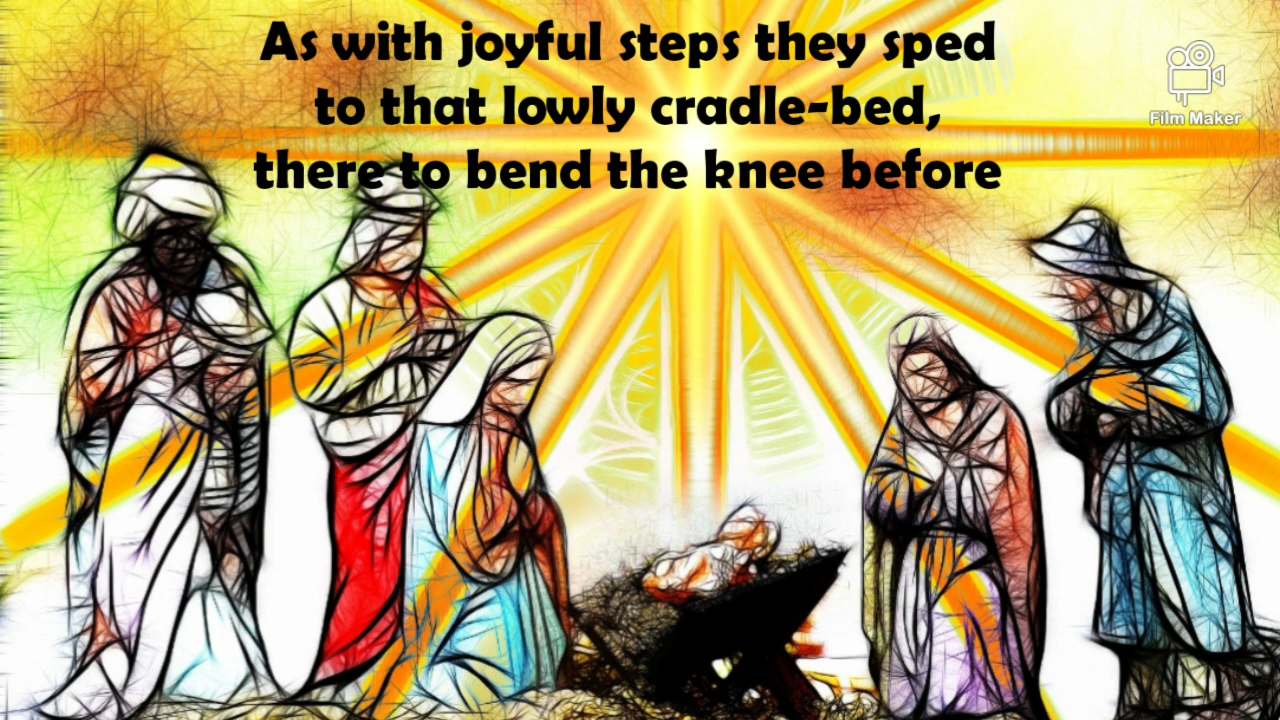 As with joyful steps they sped
to that lowly cradle-bed,
there to bend the knee before
Film Maker